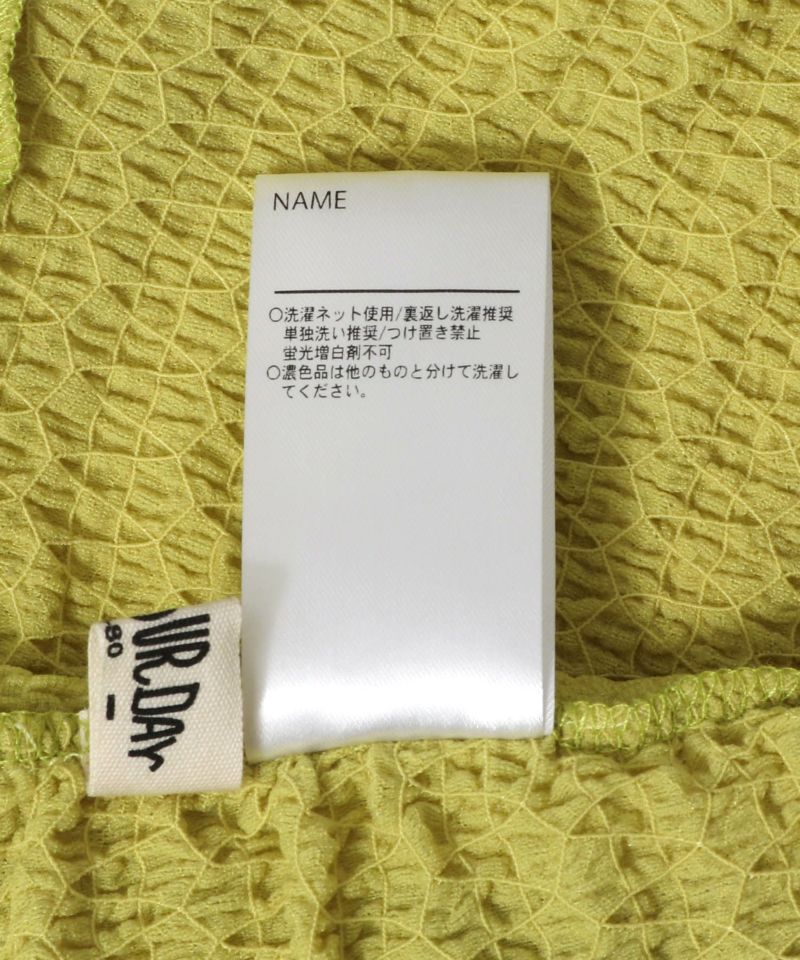 NAME
○洗濯ネット使用/裏返し洗濯推奨
単独洗い推奨/つけ置き禁止
蛍光増白剤不可
○濃色品は他のものと分けて洗濯し
てください。
DAY